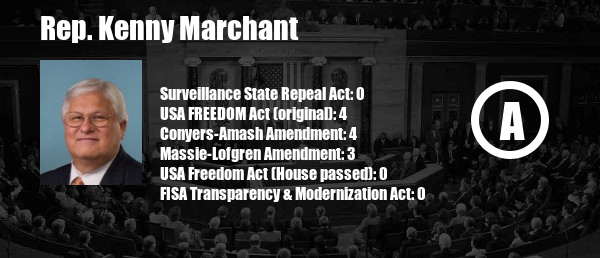 Rep. Kenny Marchant
Surveillance State Repeal Act: 0
USA FREEDOM Act (original): 4
Conyers-Amash Amendment: 4
Massie-Lofgren Amendment: 3
USA Freedom Act (House passed): 0
FISA Transparency & Modernization Act: 0
A